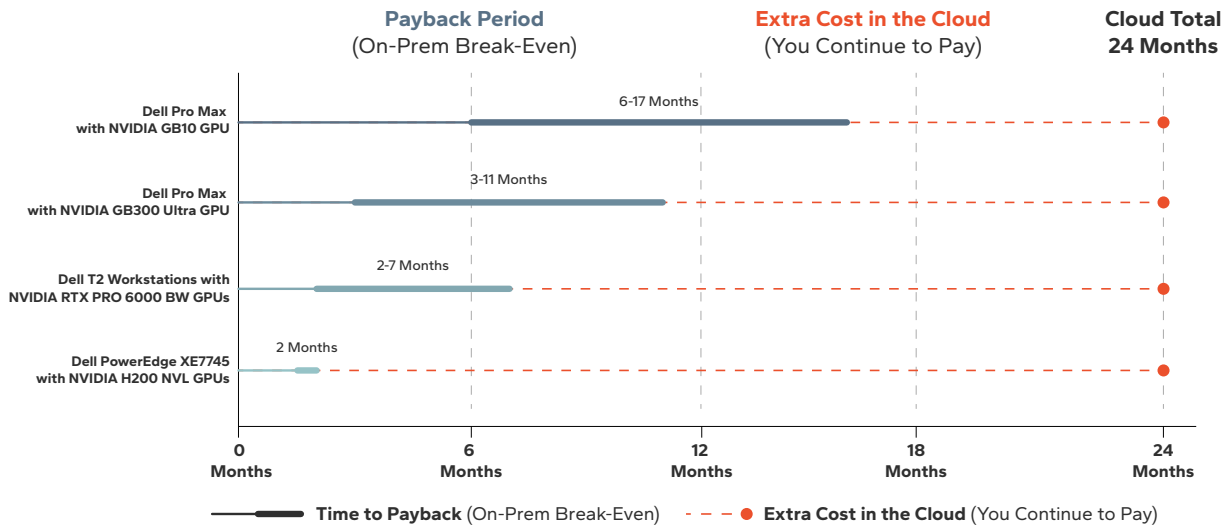 Payback Period
(On-Prem Break-Even)
Extra Cost in the Cloud
(You Continue to Pay)
Cloud Total
24 Months
Dell Pro Max
with NVIDIA GB10 GPU
6-17 Months
Dell Pro Max
with NVIDIA GB300 Ultra GPU
3-11 Months
Dell T2 Workstations with
NVIDIA RTX PRO 6000 BW GPUs
2-7 Months
Dell PowerEdge XE7745
with NVIDIA H200 NVL GPUs
2 Months
0
Months
6
Months
12
Months
18
Months
24
Months
Time to Payback (On-Prem Break-Even)
Extra Cost in the Cloud (You Continue to Pay)